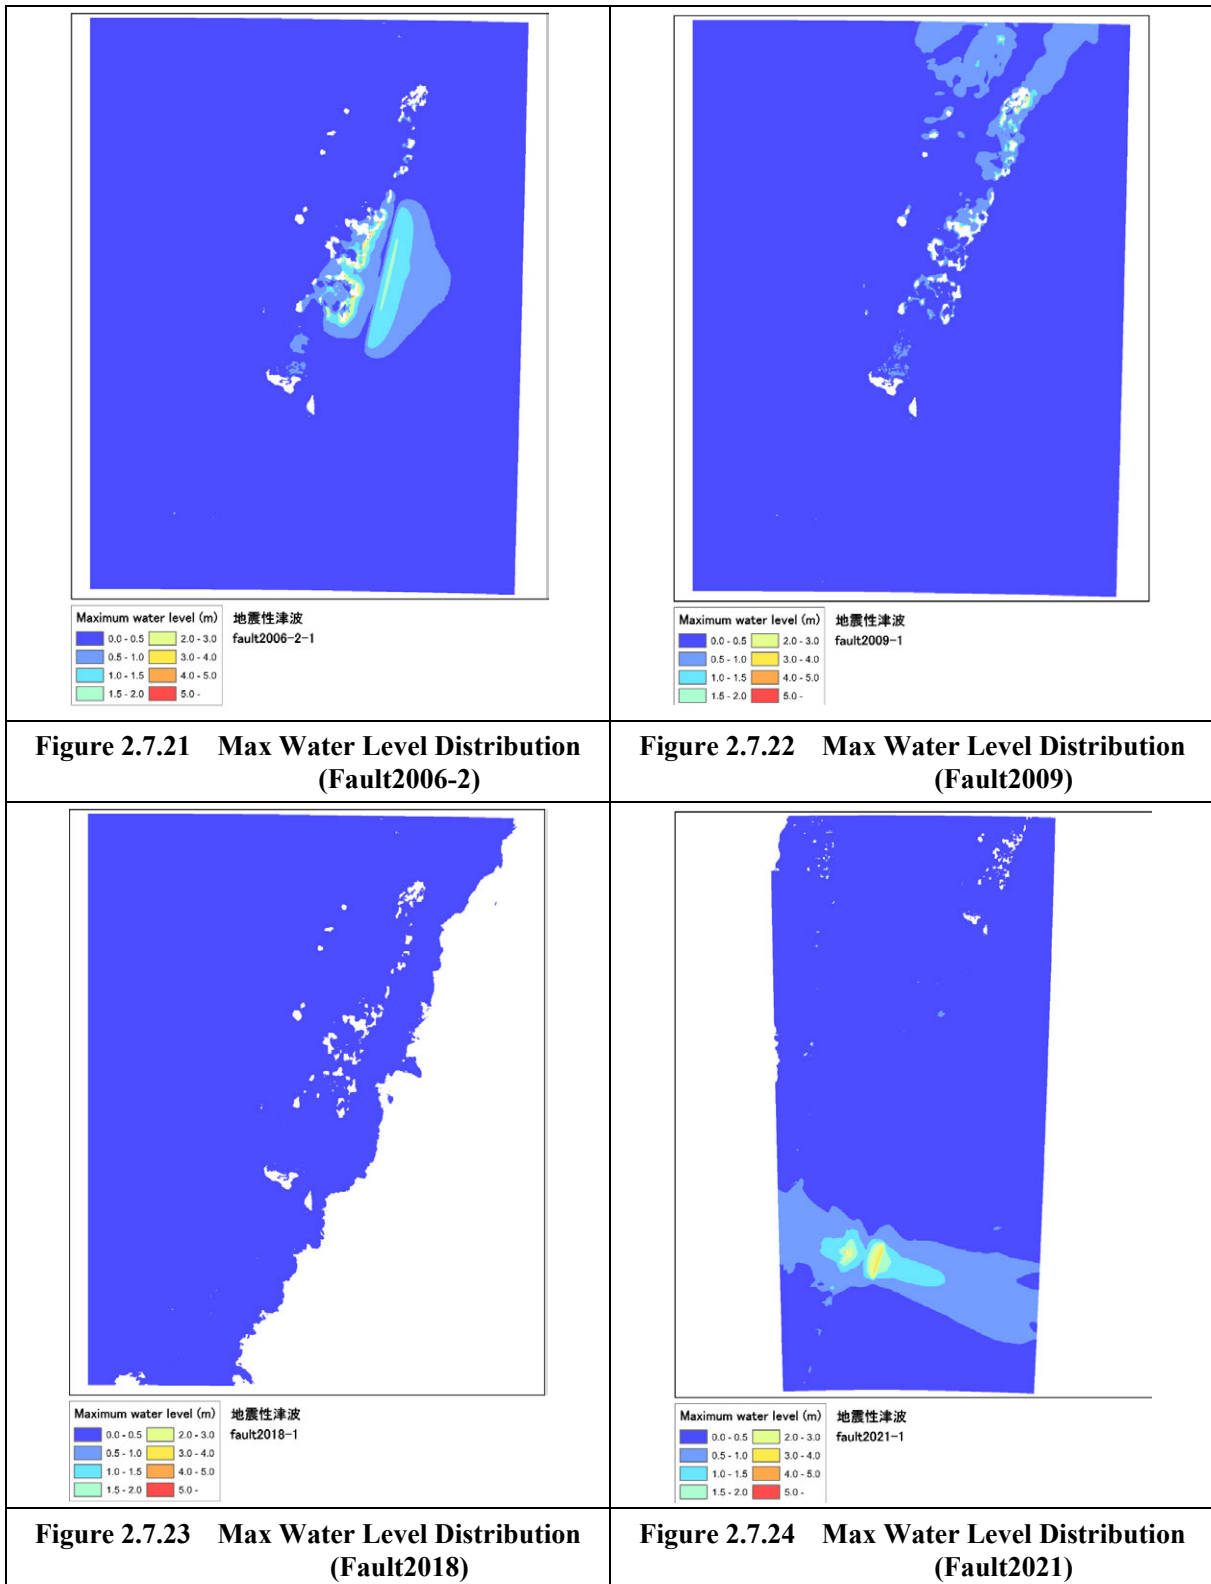 Maximum water level (m)
0.0 - 0.5 2.0 - 3.0
0.5 - 1.0 3.0 - 4.0
1.0 - 1.5 4.0 - 5.0
1.5 - 2.0 5.0 -
地震性津波
fault2006-2-1
Maximum water level (m)
0.0 - 0.5 2.0 - 3.0
0.5 - 1.0 3.0 - 4.0
1.0 - 1.5 4.0 - 5.0
1.5 - 2.0 5.0 -
地震性津波
fault2009-1
Figure 2.7.21 Max Water Level Distribution
(Fault2006-2)
Figure 2.7.22 Max Water Level Distribution
(Fault2009)
Maximum water level (m)
0.0 - 0.5 2.0 - 3.0
0.5 - 1.0 3.0 - 4.0
1.0 - 1.5 4.0 - 5.0
1.5 - 2.0 5.0 -
地震性津波
fault2018-1
Maximum water level (m)
0.0 - 0.5 2.0 - 3.0
0.5 - 1.0 3.0 - 4.0
1.0 - 1.5 4.0 - 5.0
1.5 - 2.0 5.0 -
地震性津波
fault2021-1
Figure 2.7.23 Max Water Level Distribution
(Fault2018)
Figure 2.7.24 Max Water Level Distribution
(Fault2021)